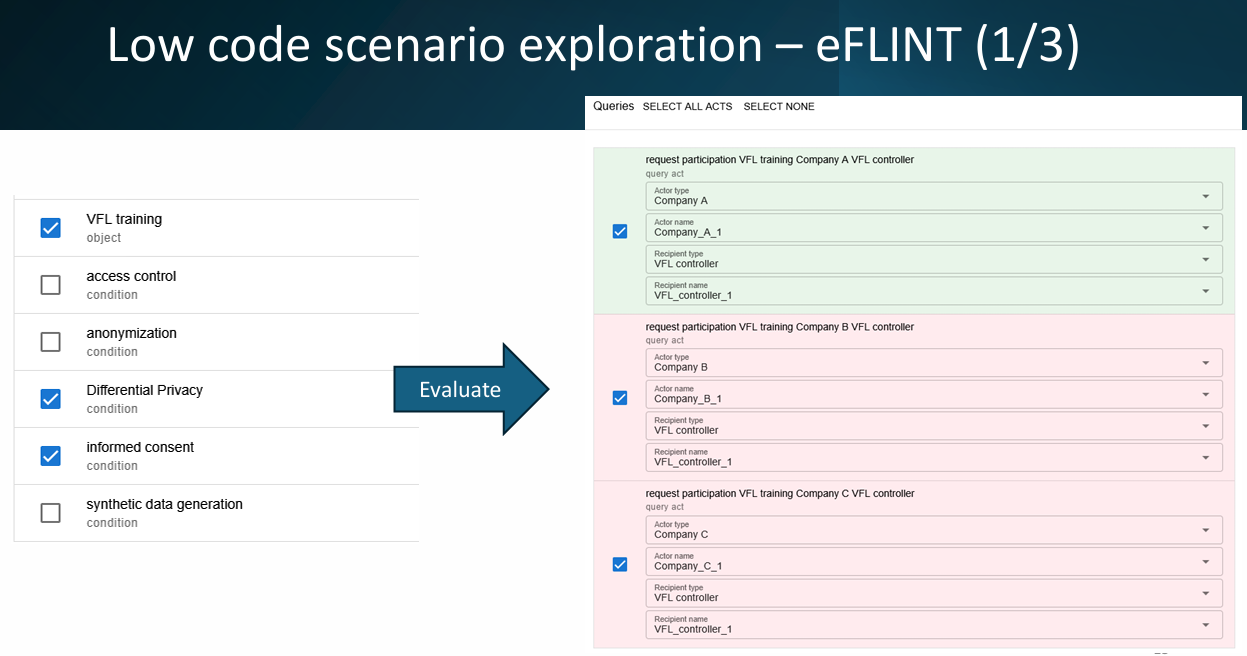 Low code scenario exploration – eFLINT (1/3)
VFL training
object
access control
condition
anonymization
condition
Differential Privacy
condition
informed consent
condition
synthetic data generation
condition
Evaluate
Queries SELECT ALL ACTS SELECT NONE
request participation VFL training Company A VFL controller
query act
Actor type
Company A
Actor name
Company_A_1
Recipient type
VFL controller
Recipient name
VFL_controller_1
request participation VFL training Company B VFL controller
query act
Actor type
Company B
Actor name
Company_B_1
Recipient type
VFL controller
Recipient name
VFL_controller_1
request participation VFL training Company C VFL controller
query act
Actor type
Company C
Actor name
Company_C_1
Recipient type
VFL controller
Recipient name
VFL_controller_1